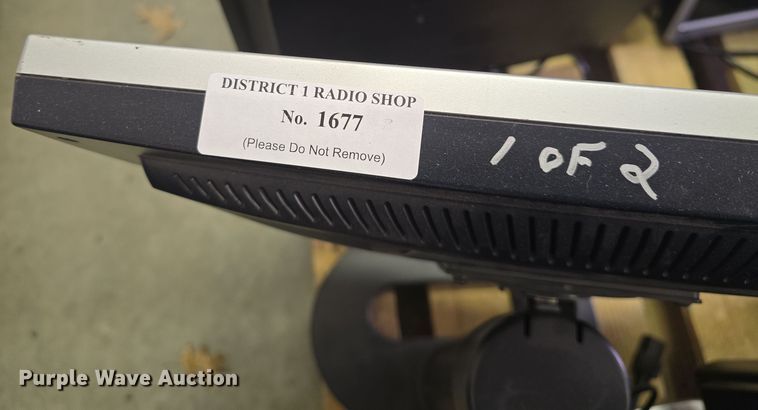 DISTRICT 1 RADIO SHOP
No. 1677
(Please Do Not Remove)
1 OF 2
Purple Wave Auction